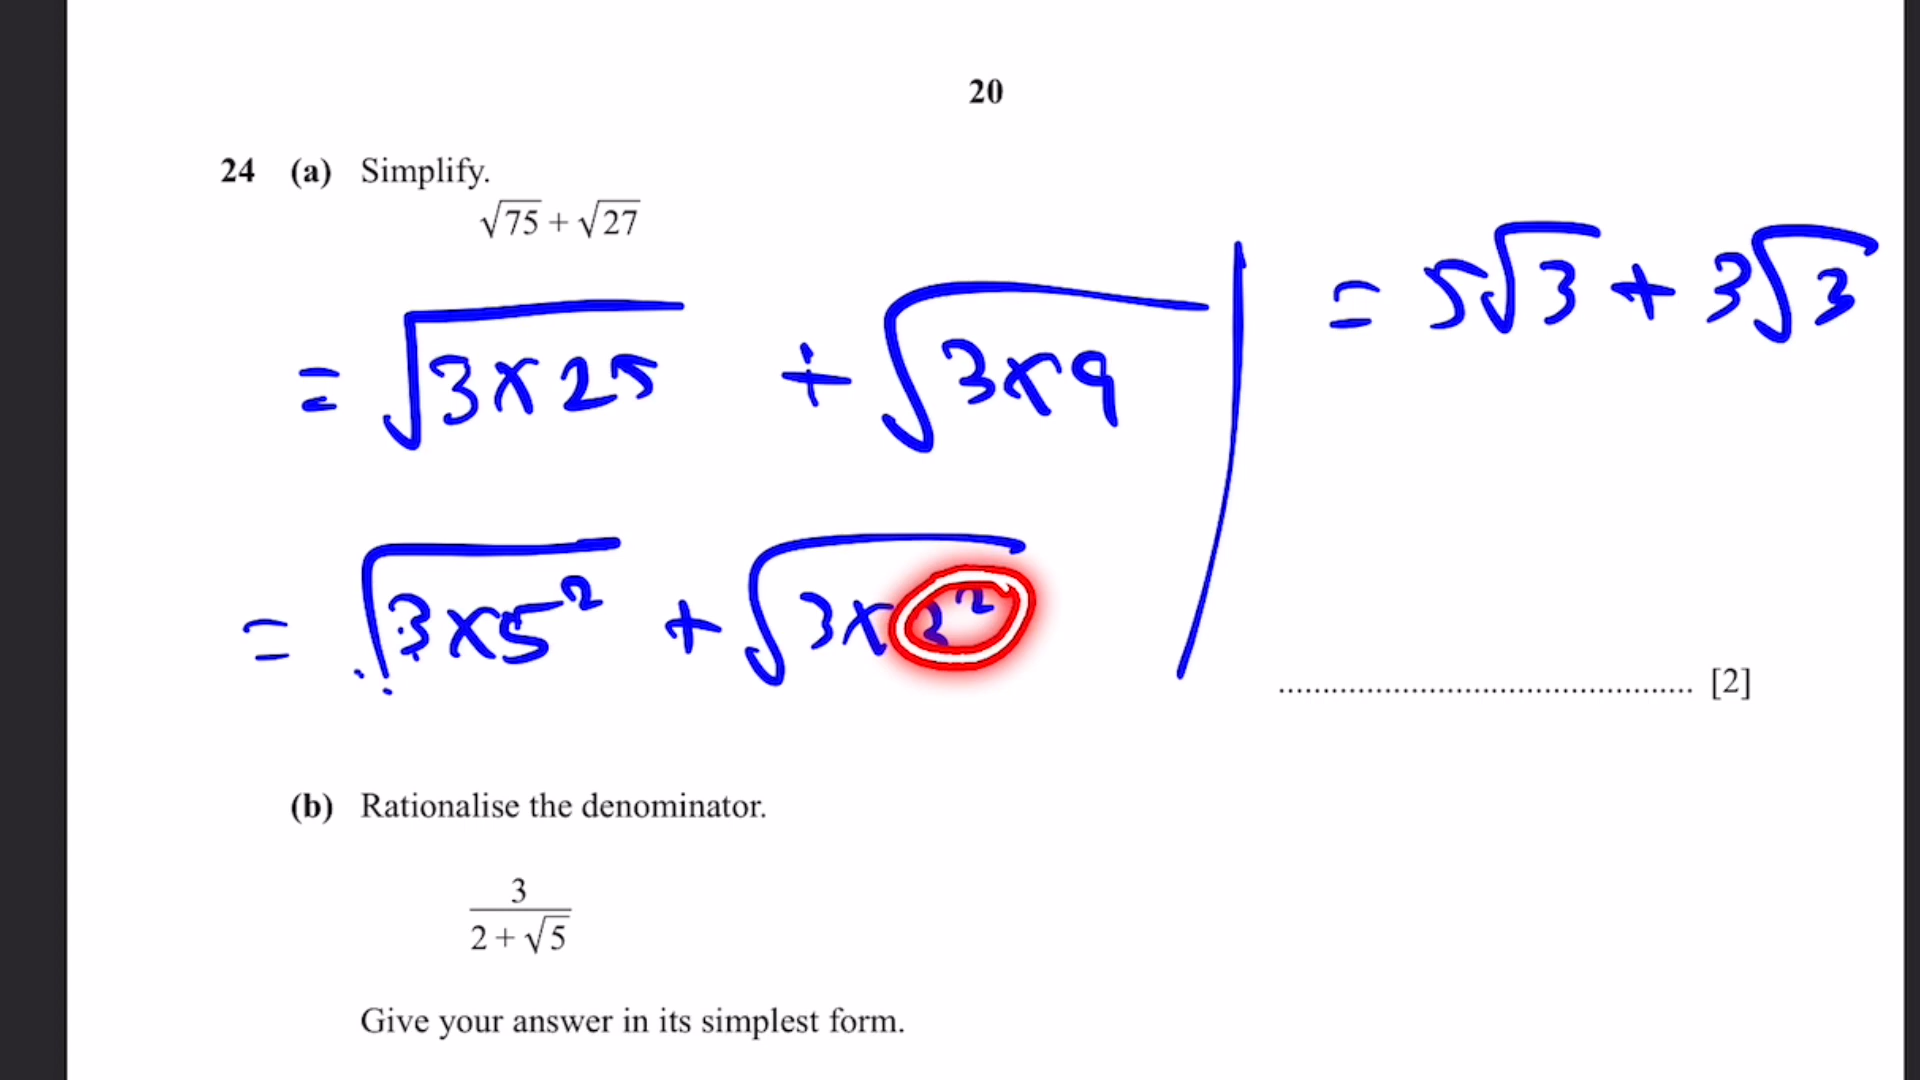 20
24 (a) Simplify.
√75 + √27
= √3×25 + √3×9
= √3×5² + √3×3²
= 5√3 + 3√3
[2]
(b) Rationalise the denominator.
3
2 + √5
Give your answer in its simplest form.